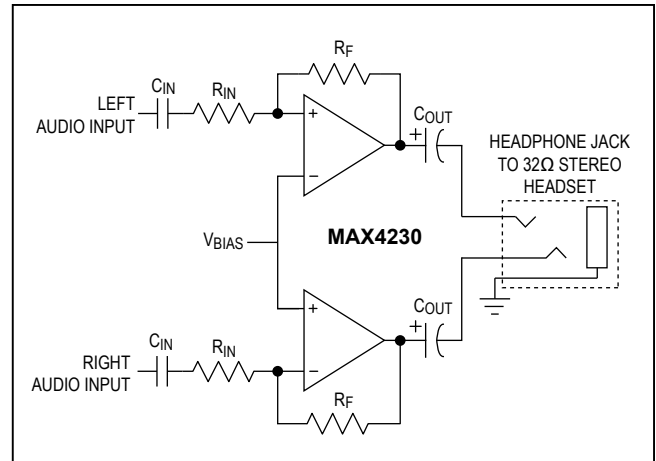 RF
CIN
RIN
LEFT
AUDIO INPUT
+
−
COUT
+
HEADPHONE JACK
TO 32Ω STEREO
HEADSET
VBIAS
MAX4230
CIN
RIN
RIGHT
AUDIO INPUT
+
−
COUT
+
RF